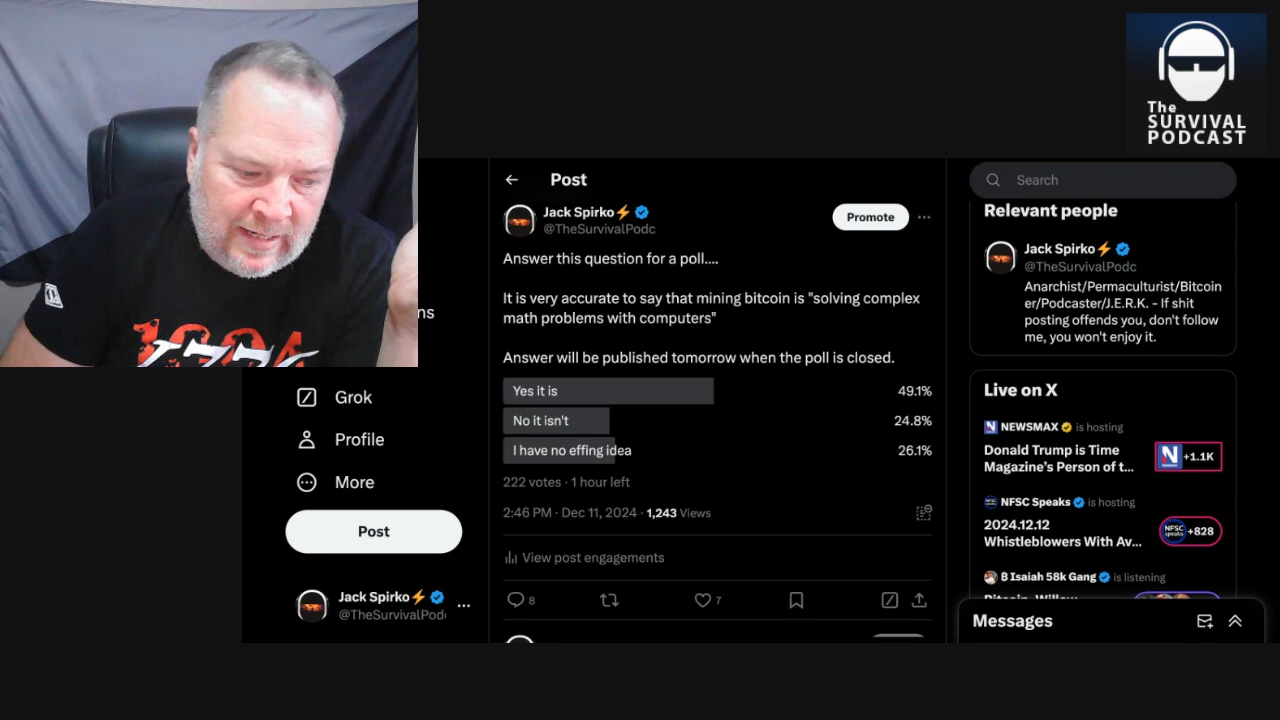 The
SURVIVAL
PODCAST
1776
ns
Grok
Profile
More
Post
Jack Spirko⚡
@TheSurvivalPod
Post
Jack Spirko⚡
@TheSurvivalPodc
Promote
Answer this question for a poll....
It is very accurate to say that mining bitcoin is "solving complex
math problems with computers"
Answer will be published tomorrow when the poll is closed.
Yes it is 49.1%
No it isn't 24.8%
I have no effing idea 26.1%
222 votes · 1 hour left
2:46 PM · Dec 11, 2024 · 1,243 Views
View post engagements
8
7
Search
Relevant people
Jack Spirko⚡
@TheSurvivalPodc
Anarchist/Permaculturist/Bitcoin
er/Podcaster/J.E.R.K. - If shit
posting offends you, don't follow
me, you won't enjoy it.
Live on X
NEWSMAX is hosting
Donald Trump is Time
Magazine's Person of t...
N +1.1K
NFSC Speaks is hosting
2024.12.12
Whistleblowers With Av...
NFSC
speaks +828
B Isaiah 58k Gang is listening
Messages